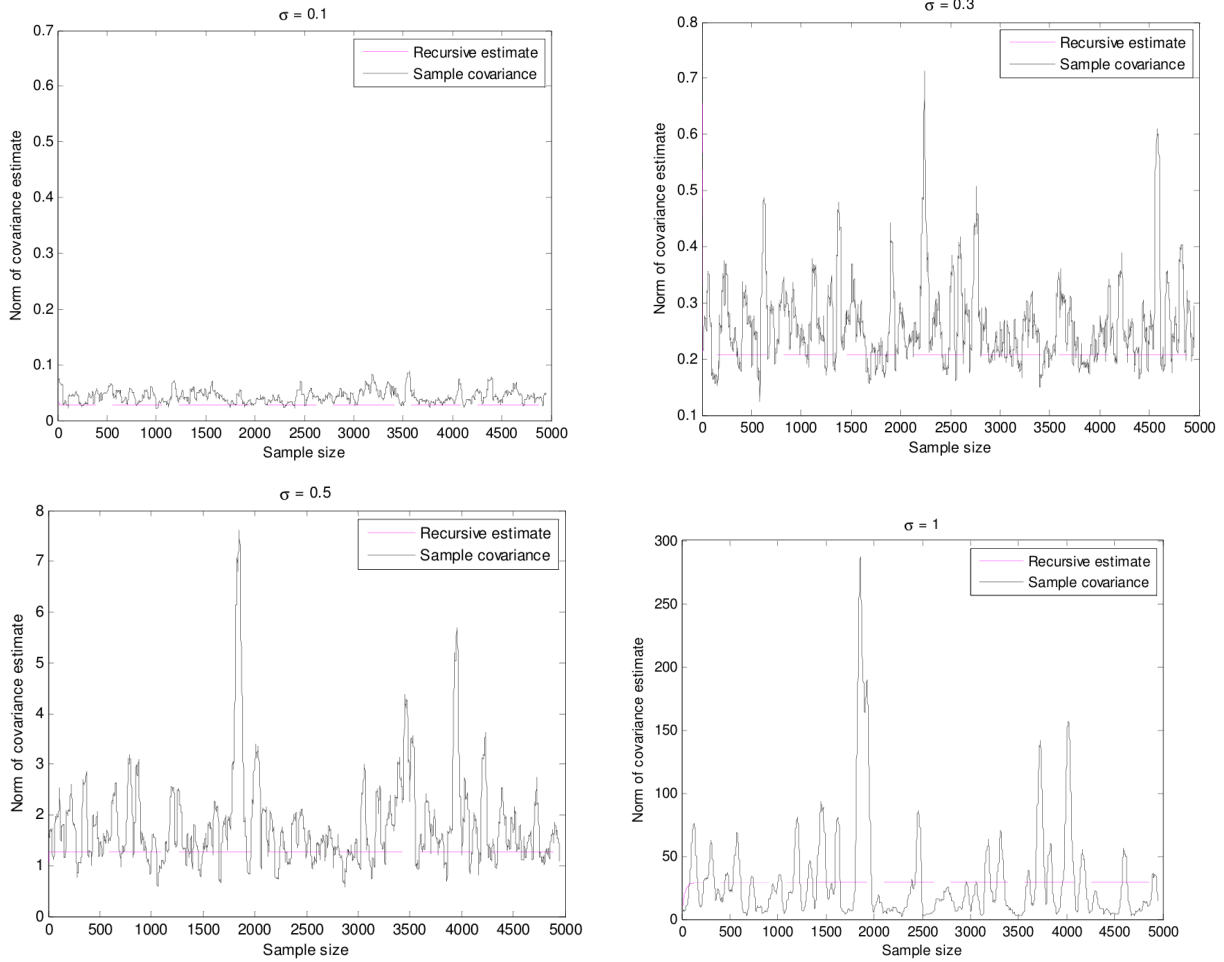 σ = 0.1
0.7
0.6
0.5
0.4
0.3
0.2
0.1
0
Norm of covariance estimate
Recursive estimate
Sample covariance
0 500 1000 1500 2000 2500 3000 3500 4000 4500 5000
Sample size
σ = 0.3
0.8
0.7
0.6
0.5
0.4
0.3
0.2
0.1
Norm of covariance estimate
Recursive estimate
Sample covariance
0 500 1000 1500 2000 2500 3000 3500 4000 4500 5000
Sample size
σ = 0.5
8
7
6
5
4
3
2
1
0
Norm of covariance estimate
Recursive estimate
Sample covariance
0 500 1000 1500 2000 2500 3000 3500 4000 4500 5000
Sample size
σ = 1
300
250
200
150
100
50
0
Norm of covariance estimate
Recursive estimate
Sample covariance
0 500 1000 1500 2000 2500 3000 3500 4000 4500 5000
Sample size